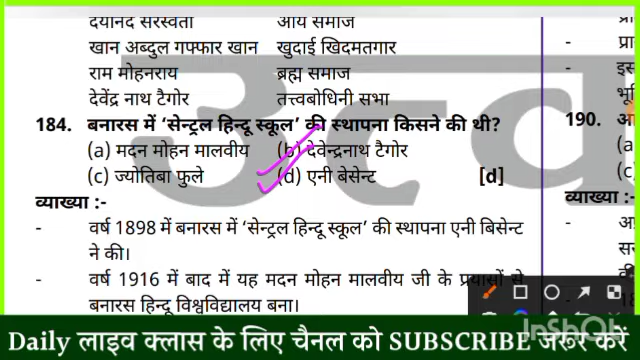 दयानंद सरस्वती आर्य समाज
खान अब्दुल गफ्फार खान खुदाई खिदमतगार
राम मोहनराय ब्रह्म समाज
देवेंद्र नाथ टैगोर तत्त्वबोधिनी सभा
184. बनारस में ‘सेन्ट्रल हिन्दू स्कूल’ की स्थापना किसने की थी?
(a) मदन मोहन मालवीय (b) देवेन्द्रनाथ टैगोर
(c) ज्योतिबा फुले (d) एनी बेसेन्ट [d]
व्याख्या :-
- वर्ष 1898 में बनारस में ‘सेन्ट्रल हिन्दू स्कूल’ की स्थापना एनी बिसेन्ट
ने की।
- वर्ष 1916 में बाद में यह मदन मोहन मालवीय जी के प्रयासों से
बनारस हिन्दू विश्वविद्यालय बना।
- प्रा
- इस
190.
(a)
(c)
व्याख्या :-
InShOt
Daily लाइव क्लास के लिए चैनल को SUBSCRIBE जरूर करें